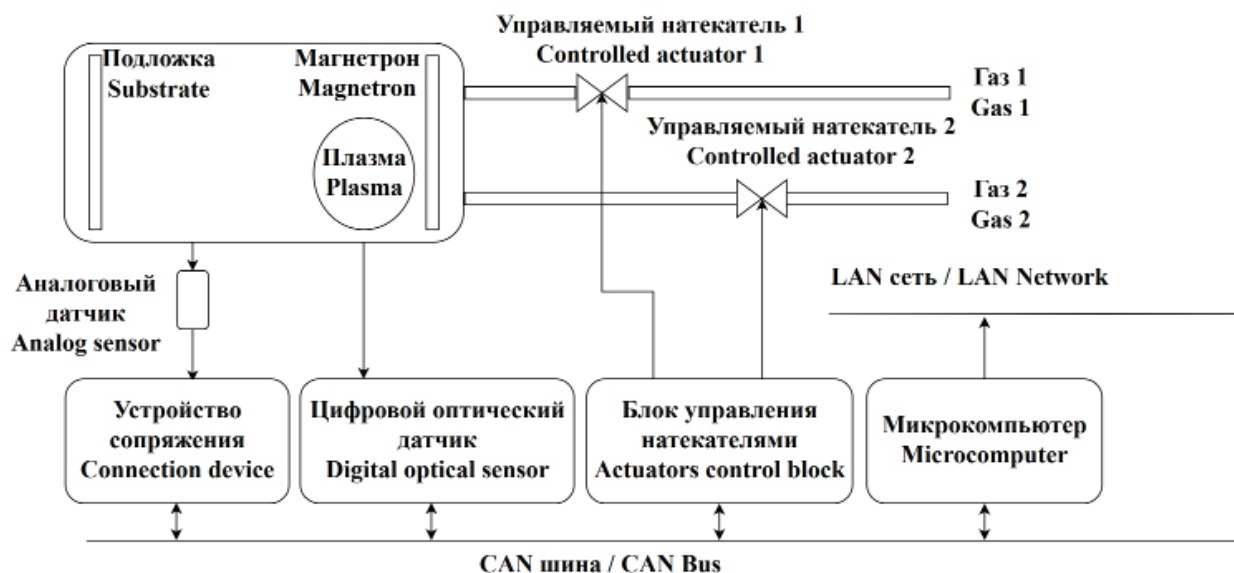 Управляемый натекатель 1
Controlled actuator 1
Подложка
Substrate
Магнетрон
Magnetron
Газ 1
Gas 1
Управляемый натекатель 2
Controlled actuator 2
Плазма
Plasma
Газ 2
Gas 2
LAN сеть / LAN Network
Аналоговый
датчик
Analog sensor
Устройство
сопряжения
Connection device
Цифровой оптический
датчик
Digital optical sensor
Блок управления
натекателями
Actuators control block
Микрокомпьютер
Microcomputer
CAN шина / CAN Bus